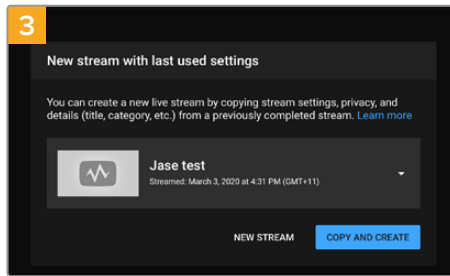 3
New stream with last used settings
You can create a new live stream by copying stream settings, privacy, and
details (title, category, etc.) from a previously completed stream. Learn more
Jase test
Streamed: March 3, 2020 at 4:31 PM (GMT+11)
NEW STREAM COPY AND CREATE